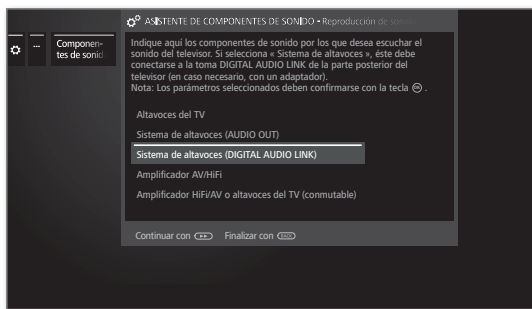 ASISTENTE DE COMPONENTES DE SONIDO • Reproducción de sonido
...
Componen-
tes de sonid
Indique aquí los componentes de sonido por los que desea escuchar el
sonido del televisor. Si selecciona « Sistema de altavoces », éste debe
conectarse a la toma DIGITAL AUDIO LINK de la parte posterior del
televisor (en caso necesario, con un adaptador).
Nota: Los parámetros seleccionados deben confirmarse con la tecla OK .
Altavoces del TV
Sistema de altavoces (AUDIO OUT)
Sistema de altavoces (DIGITAL AUDIO LINK)
Amplificador AV/HiFi
Amplificador HiFi/AV o altavoces del TV (conmutable)
Continuar con Finalizar con BACK